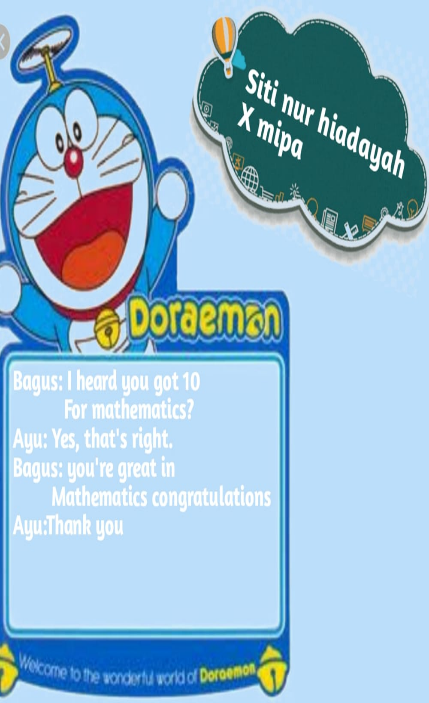 Siti nur hiadayah
X mipa
Doraemon
Bagus: I heard you got 10
For mathematics?
Ayu: Yes, that's right.
Bagus: you're great in
Mathematics congratulations
Ayu:Thank you
Welcome to the wonderful world of Doraemon